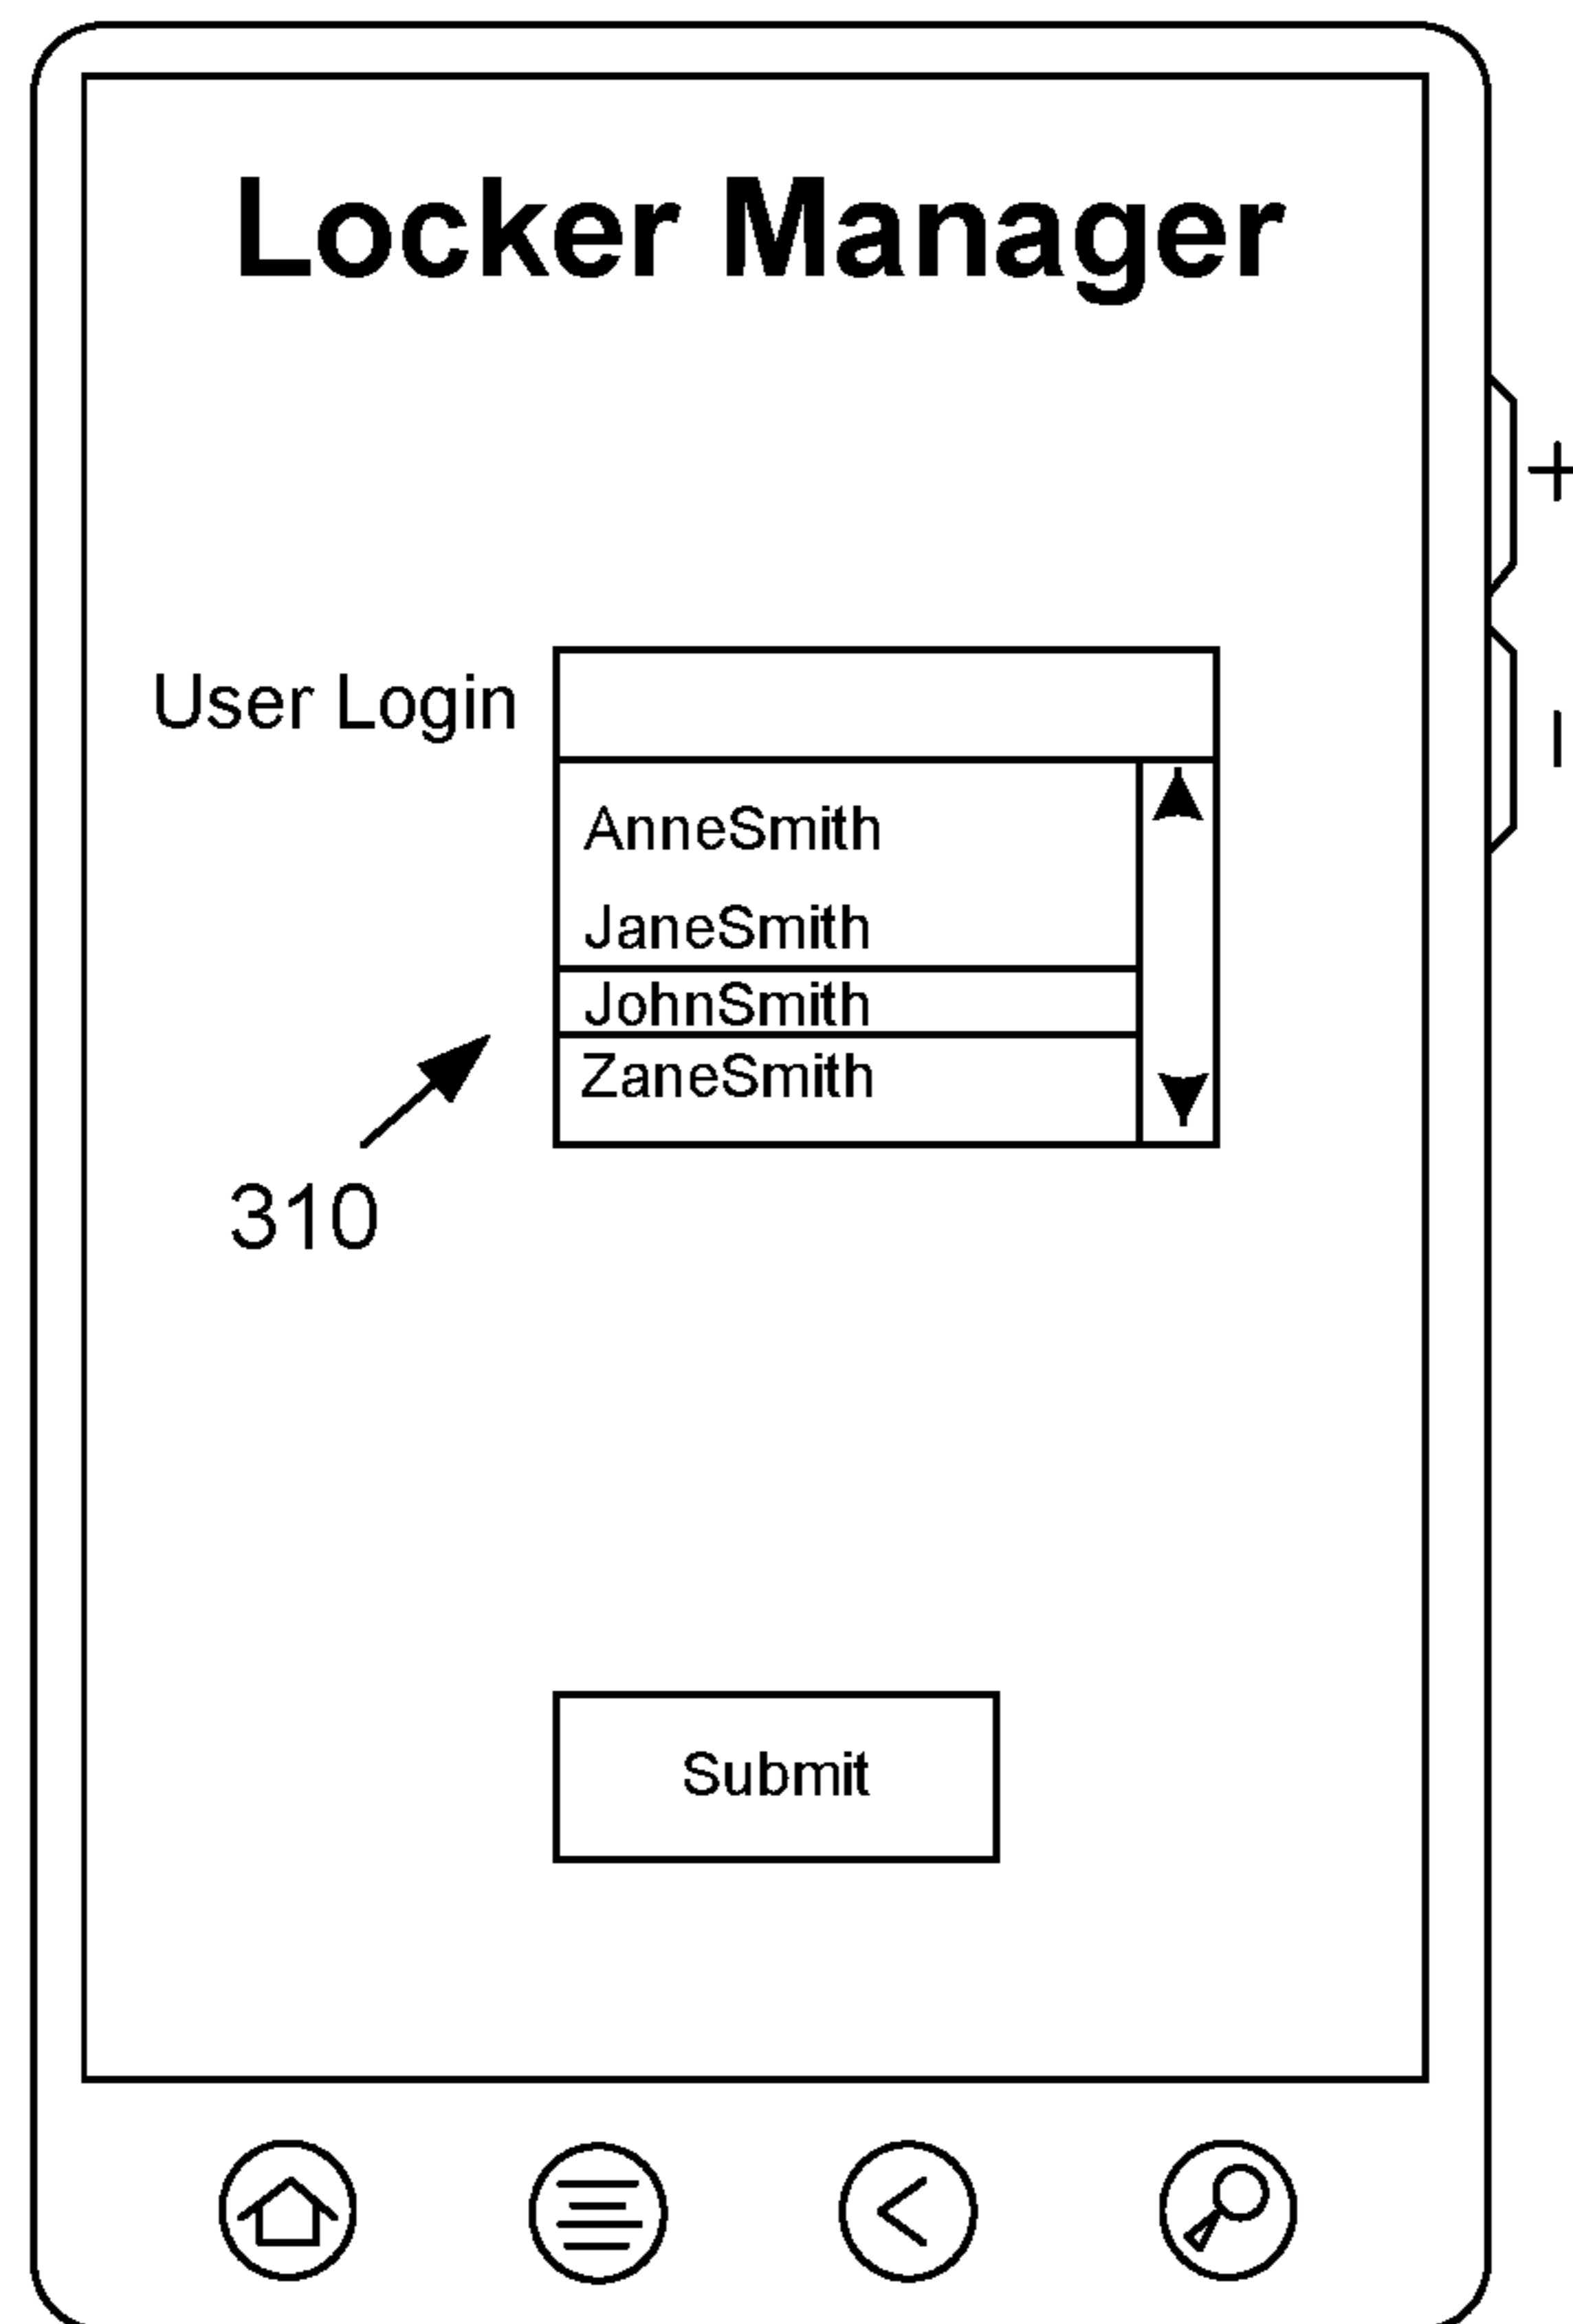 Locker Manager
+
User Login
-
AnneSmith
JaneSmith
JohnSmith
ZaneSmith
310
Submit